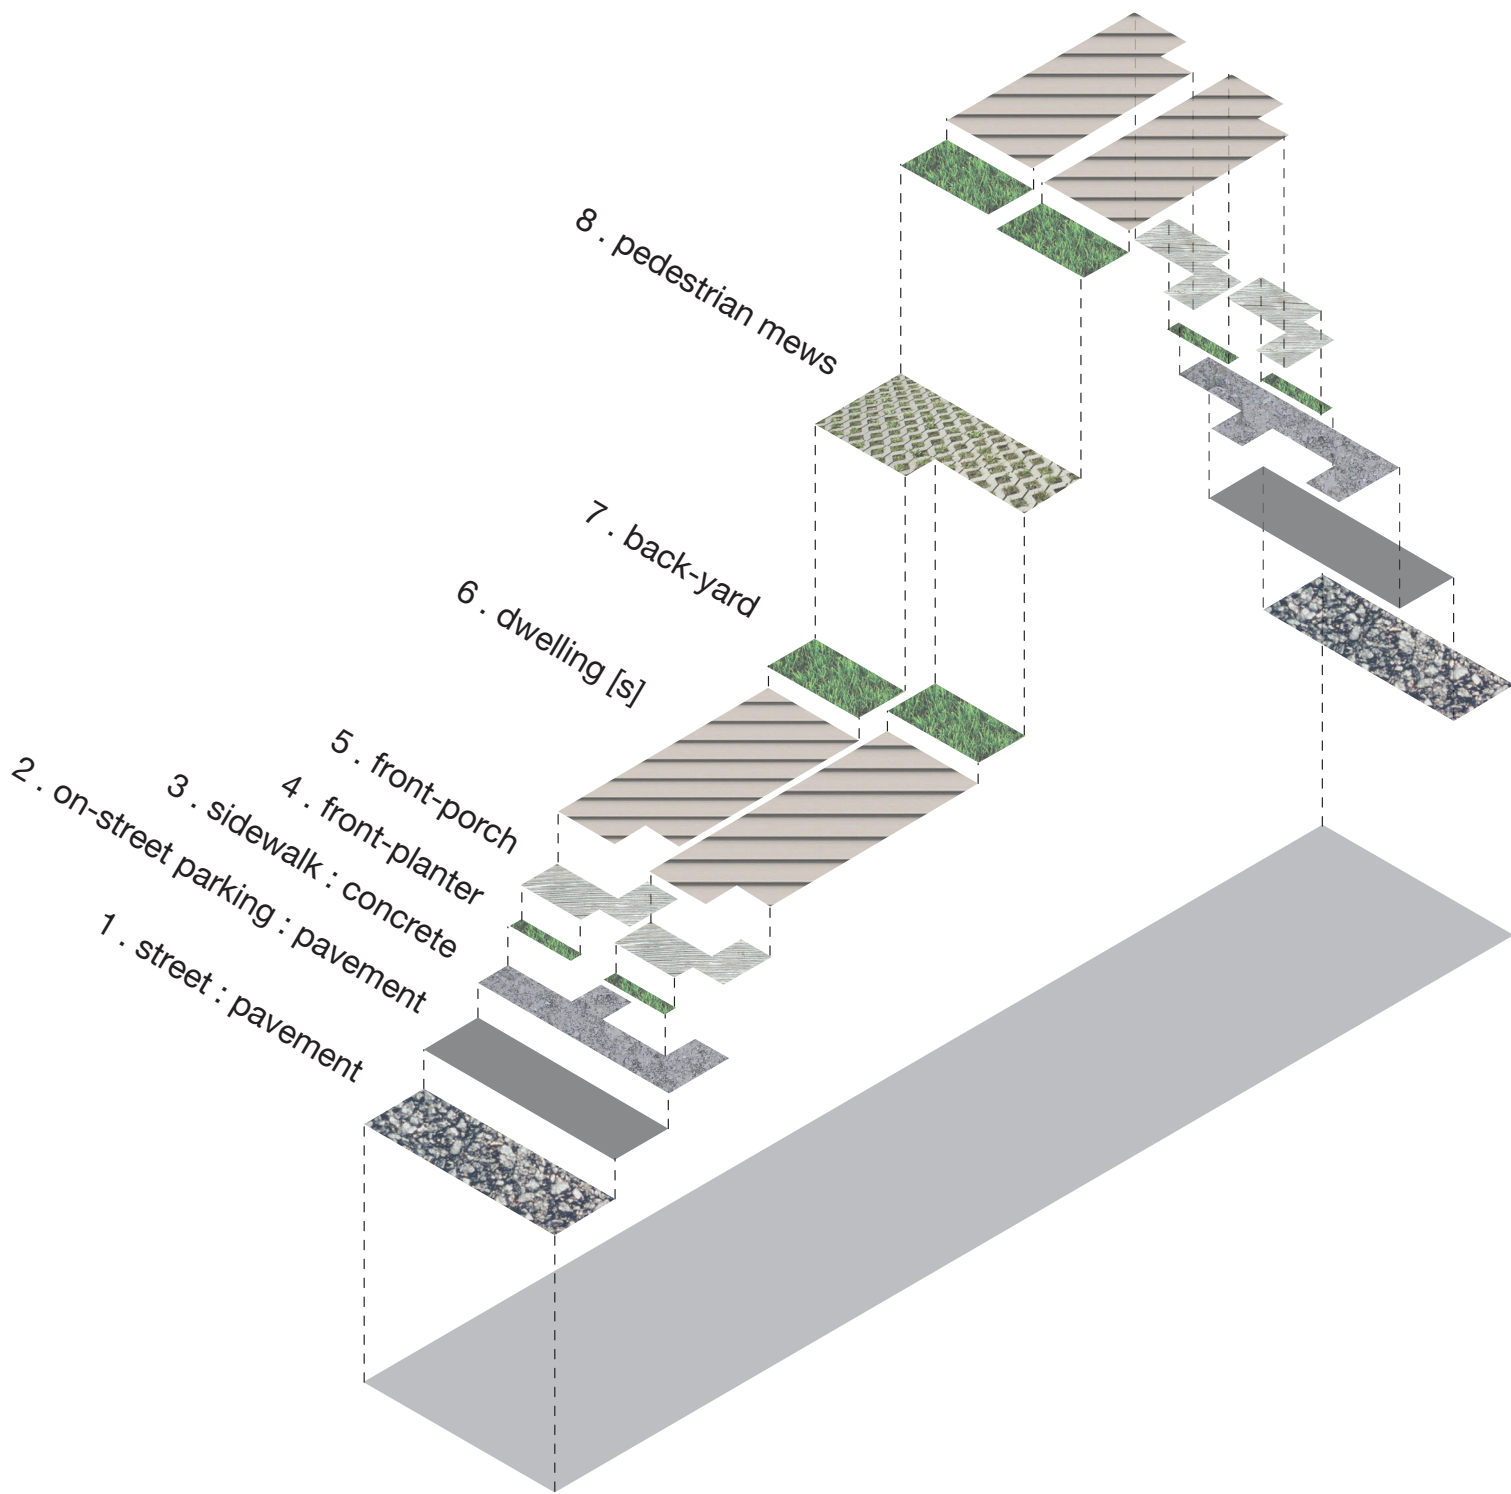 8 . pedestrian mews
7 . back-yard
6 . dwelling [s]
5 . front-porch
4 . front-planter
3 . sidewalk : concrete
2 . on-street parking : pavement
1 . street : pavement